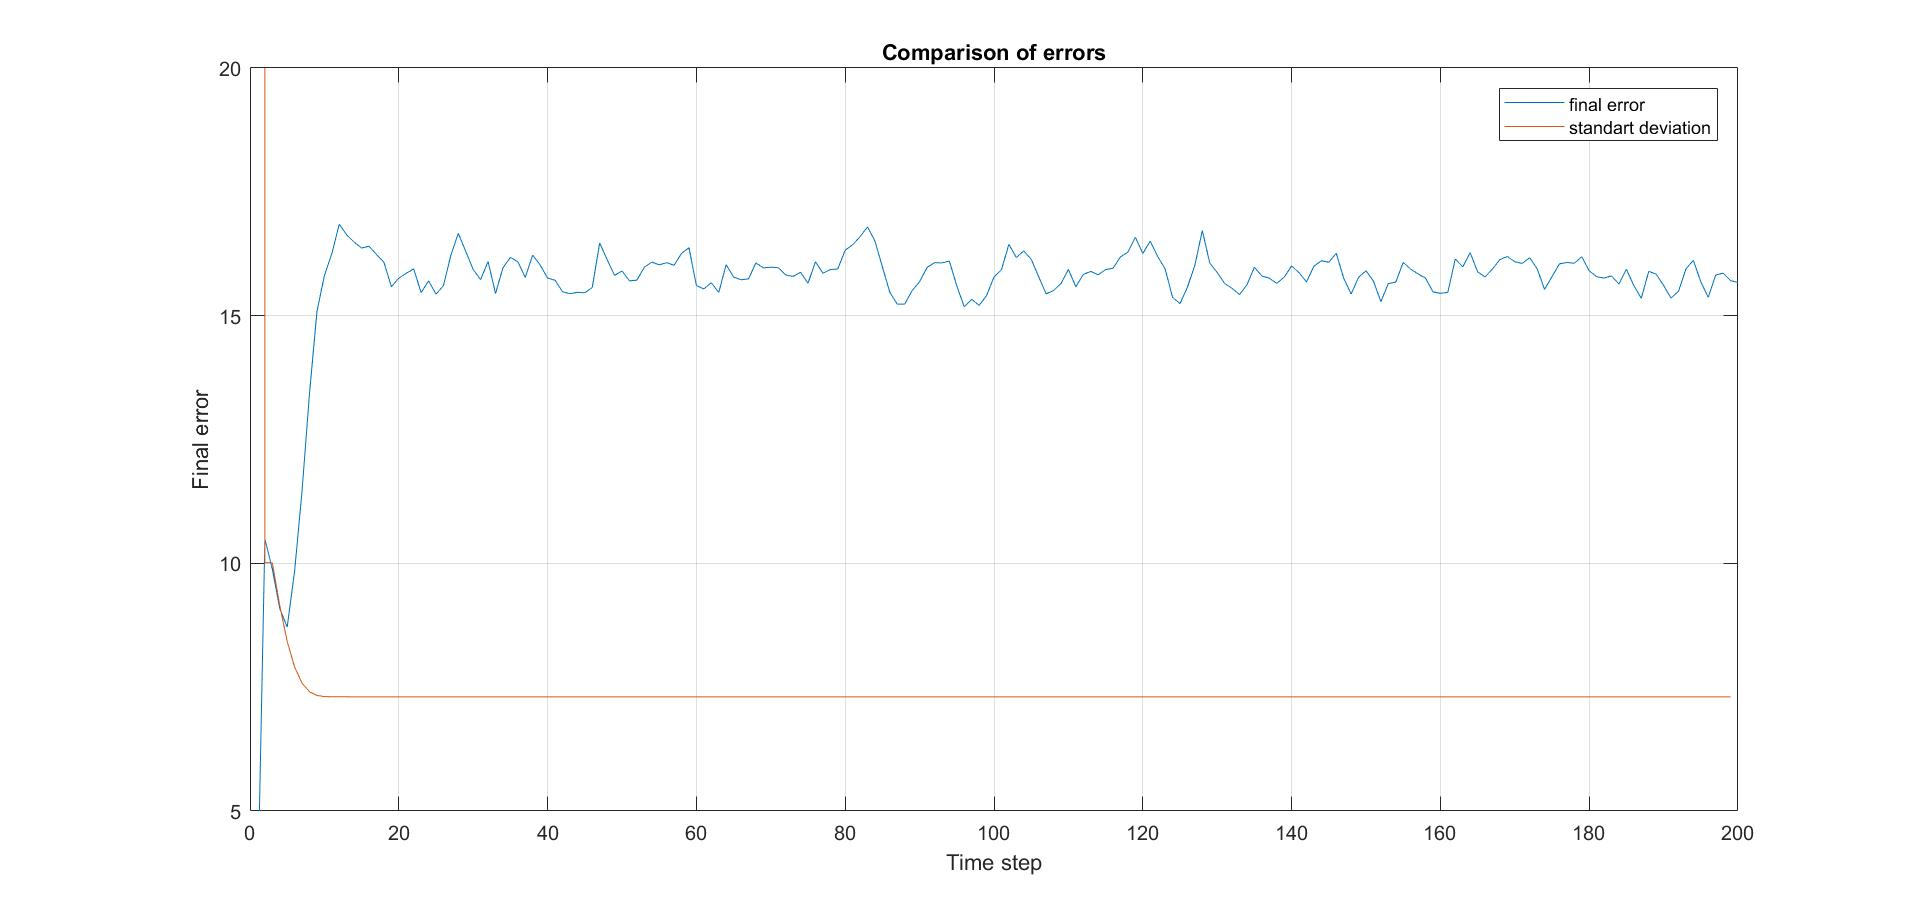 Comparison of errors
20
final error
standart deviation
15
Final error
10
5
0 20 40 60 80 100 120 140 160 180 200
Time step